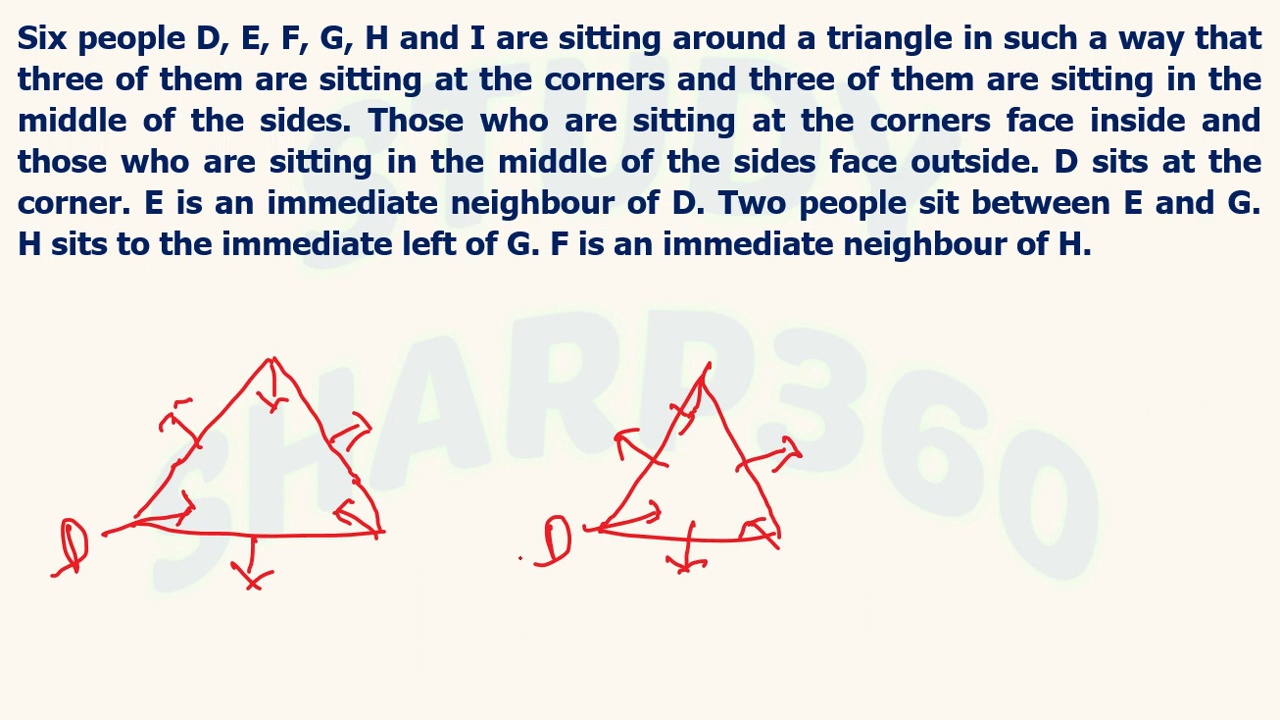 Six people D, E, F, G, H and I are sitting around a triangle in such a way that
three of them are sitting at the corners and three of them are sitting in the
middle of the sides. Those who are sitting at the corners face inside and
those who are sitting in the middle of the sides face outside. D sits at the
corner. E is an immediate neighbour of D. Two people sit between E and G.
H sits to the immediate left of G. F is an immediate neighbour of H.
STUDY
SHARP360
D D